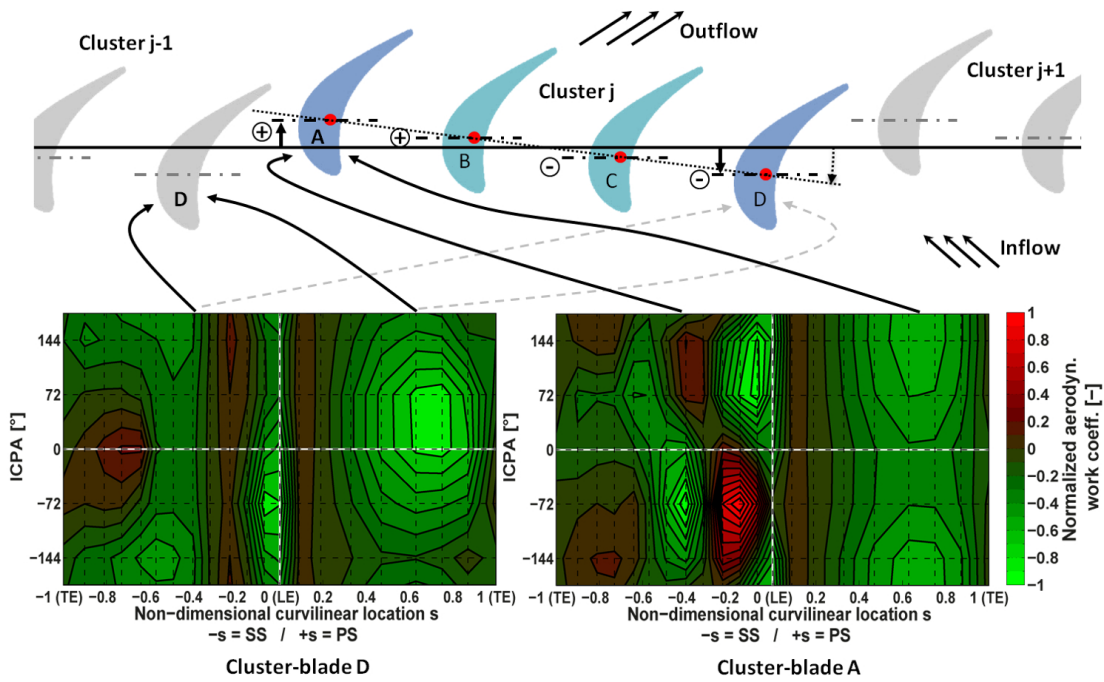 Cluster j-1
Outflow
Cluster j
Cluster j+1
+ A
+ B
− C
− D
D
Inflow
ICPA [°]
144
72
0
−72
−144
−1 (TE) −0.8 −0.6 −0.4 −0.2 0 (LE) 0.2 0.4 0.6 0.8 1 (TE)
Non-dimensional curvilinear location s
−s = SS / +s = PS
Cluster-blade D
ICPA [°]
144
72
0
−72
−144
−1 (TE) −0.8 −0.6 −0.4 −0.2 0 (LE) 0.2 0.4 0.6 0.8 1 (TE)
Non-dimensional curvilinear location s
−s = SS / +s = PS
Cluster-blade A
1
0.8
0.6
0.4
0.2
0
−0.2
−0.4
−0.6
−0.8
−1
Normalized aerodyn.
work coeff. [−]